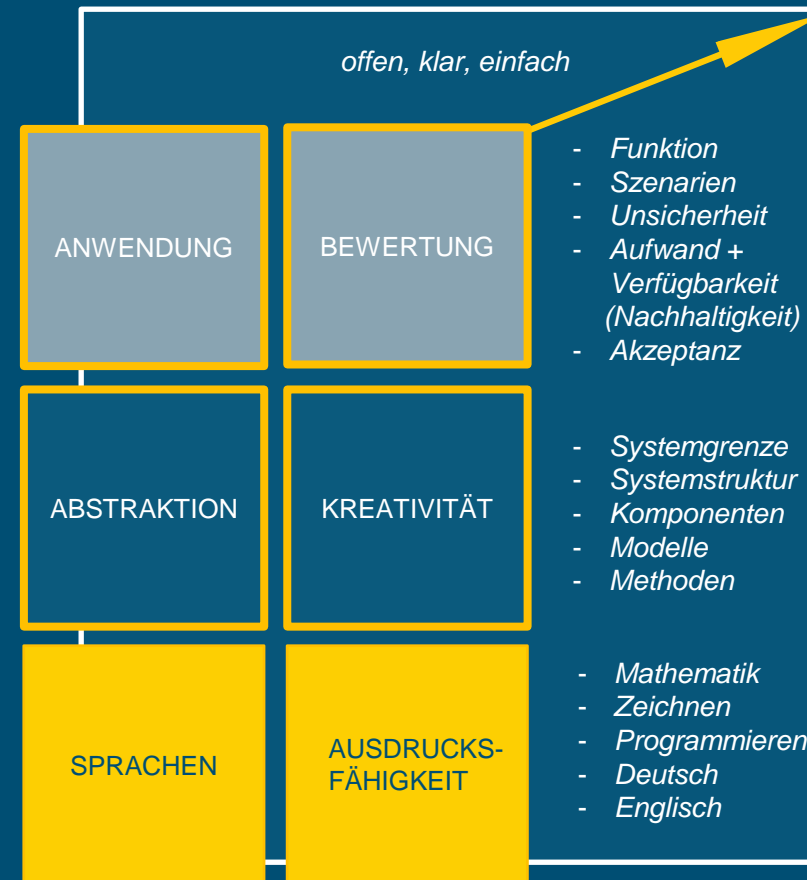 offen, klar, einfach
ANWENDUNG
BEWERTUNG
- Funktion
- Szenarien
- Unsicherheit
- Aufwand +
Verfügbarkeit
(Nachhaltigkeit)
- Akzeptanz
ABSTRAKTION
KREATIVITÄT
- Systemgrenze
- Systemstruktur
- Komponenten
- Modelle
- Methoden
SPRACHEN
AUSDRUCKS-
FÄHIGKEIT
- Mathematik
- Zeichnen
- Programmieren
- Deutsch
- Englisch